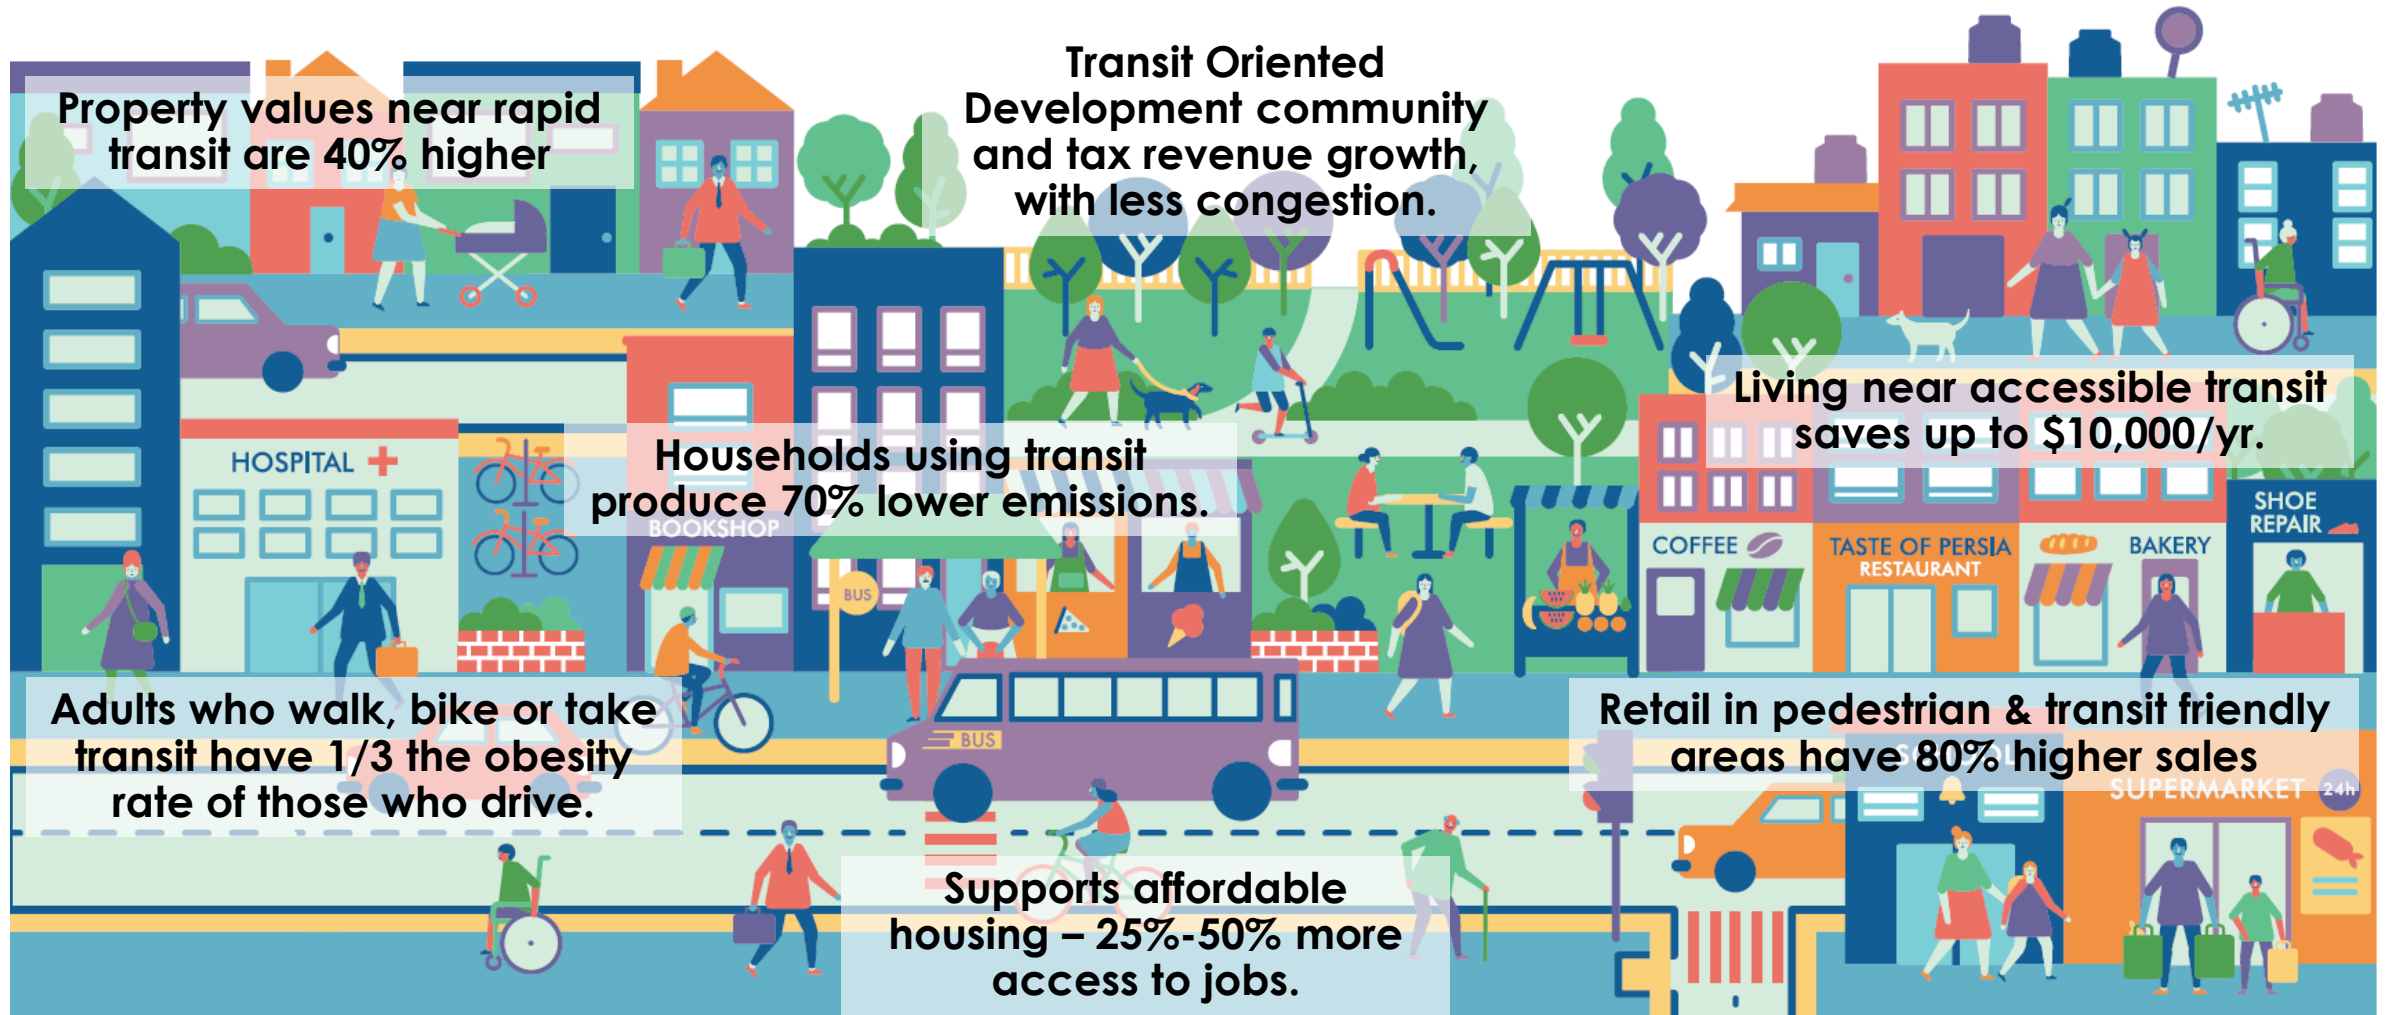 Property values near rapid
transit are 40% higher
Transit Oriented
Development community
and tax revenue growth,
with less congestion.
Living near accessible transit
saves up to $10,000/yr.
Households using transit
produce 70% lower emissions.
HOSPITAL
BOOKSHOP
BUS
COFFEE
TASTE OF PERSIA
RESTAURANT
BAKERY
SHOE
REPAIR
Adults who walk, bike or take
transit have 1/3 the obesity
rate of those who drive.
BUS
Retail in pedestrian & transit friendly
areas have 80% higher sales
SCHOOL
SUPERMARKET
24h
Supports affordable
housing – 25%-50% more
access to jobs.